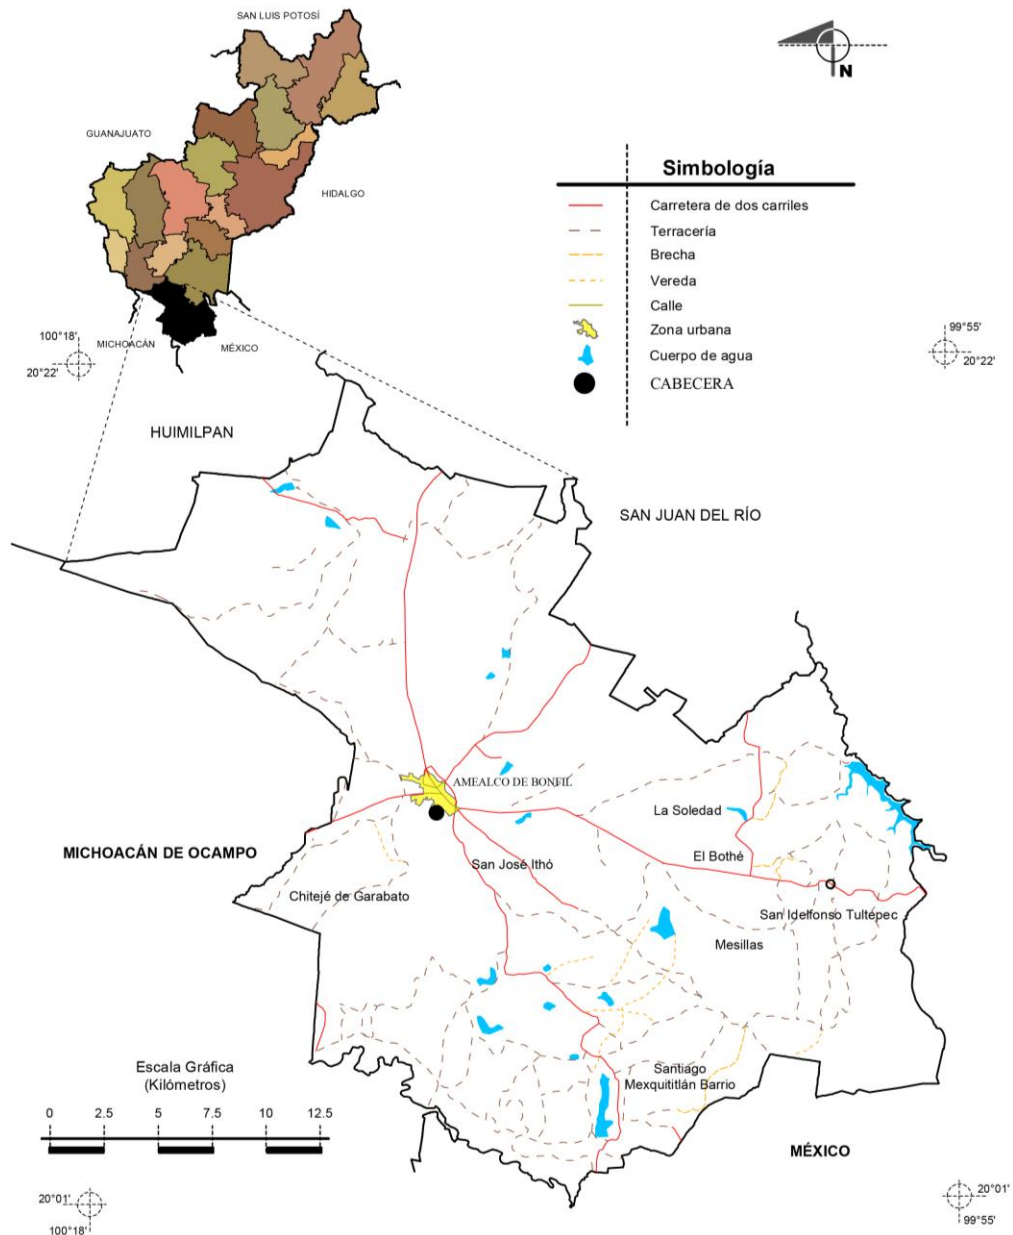 SAN LUIS POTOSÍ
GUANAJUATO
HIDALGO
MICHOACÁN
MÉXICO
N
Simbología
Carretera de dos carriles
Terracería
Brecha
Vereda
Calle
Zona urbana
Cuerpo de agua
CABECERA
100°18'
20°22'
99°55'
20°22'
HUIMILPAN
SAN JUAN DEL RÍO
AMEALCO DE BONFIL
La Soledad
MICHOACÁN DE OCAMPO
El Bothé
San José Ithó
Chitejé de Garabato
San Idelfonso Tultépec
Mesillas
Santiago
Mexquititlán Barrio
Escala Gráfica
(Kilómetros)
0 2.5 5 7.5 10 12.5
MÉXICO
20°01'
100°18'
20°01'
99°55'